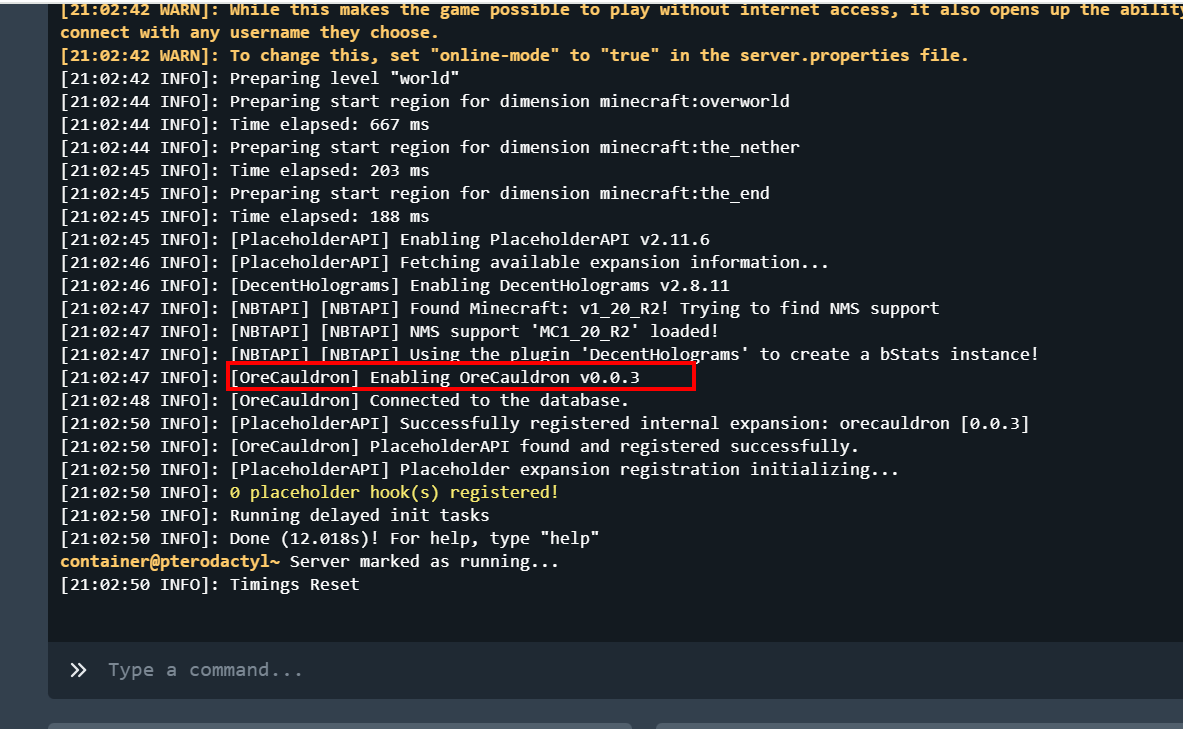 [21:02:42 WARN]: While this makes the game possible to play without internet access, it also opens up the ability
connect with any username they choose.
[21:02:42 WARN]: To change this, set "online-mode" to "true" in the server.properties file.
[21:02:42 INFO]: Preparing level "world"
[21:02:44 INFO]: Preparing start region for dimension minecraft:overworld
[21:02:44 INFO]: Time elapsed: 667 ms
[21:02:44 INFO]: Preparing start region for dimension minecraft:the_nether
[21:02:45 INFO]: Time elapsed: 203 ms
[21:02:45 INFO]: Preparing start region for dimension minecraft:the_end
[21:02:45 INFO]: Time elapsed: 188 ms
[21:02:45 INFO]: [PlaceholderAPI] Enabling PlaceholderAPI v2.11.6
[21:02:46 INFO]: [PlaceholderAPI] Fetching available expansion information...
[21:02:46 INFO]: [DecentHolograms] Enabling DecentHolograms v2.8.11
[21:02:47 INFO]: [NBTAPI] [NBTAPI] Found Minecraft: v1_20_R2! Trying to find NMS support
[21:02:47 INFO]: [NBTAPI] [NBTAPI] NMS support 'MC1_20_R2' loaded!
[21:02:47 INFO]: [NBTAPI] [NBTAPI] Using the plugin 'DecentHolograms' to create a bStats instance!
[21:02:47 INFO]: [OreCauldron] Enabling OreCauldron v0.0.3
[21:02:48 INFO]: [OreCauldron] Connected to the database.
[21:02:50 INFO]: [PlaceholderAPI] Successfully registered internal expansion: orecauldron [0.0.3]
[21:02:50 INFO]: [OreCauldron] PlaceholderAPI found and registered successfully.
[21:02:50 INFO]: [PlaceholderAPI] Placeholder expansion registration initializing...
[21:02:50 INFO]: 0 placeholder hook(s) registered!
[21:02:50 INFO]: Running delayed init tasks
[21:02:50 INFO]: Done (12.018s)! For help, type "help"
container@pterodactyl~ Server marked as running...
[21:02:50 INFO]: Timings Reset
» Type a command...